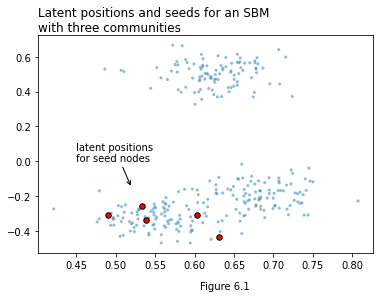 Latent positions and seeds for an SBM
with three communities
0.6
0.4
0.2
0.0
−0.2
−0.4
latent positions
for seed nodes
0.45 0.50 0.55 0.60 0.65 0.70 0.75 0.80
Figure 6.1